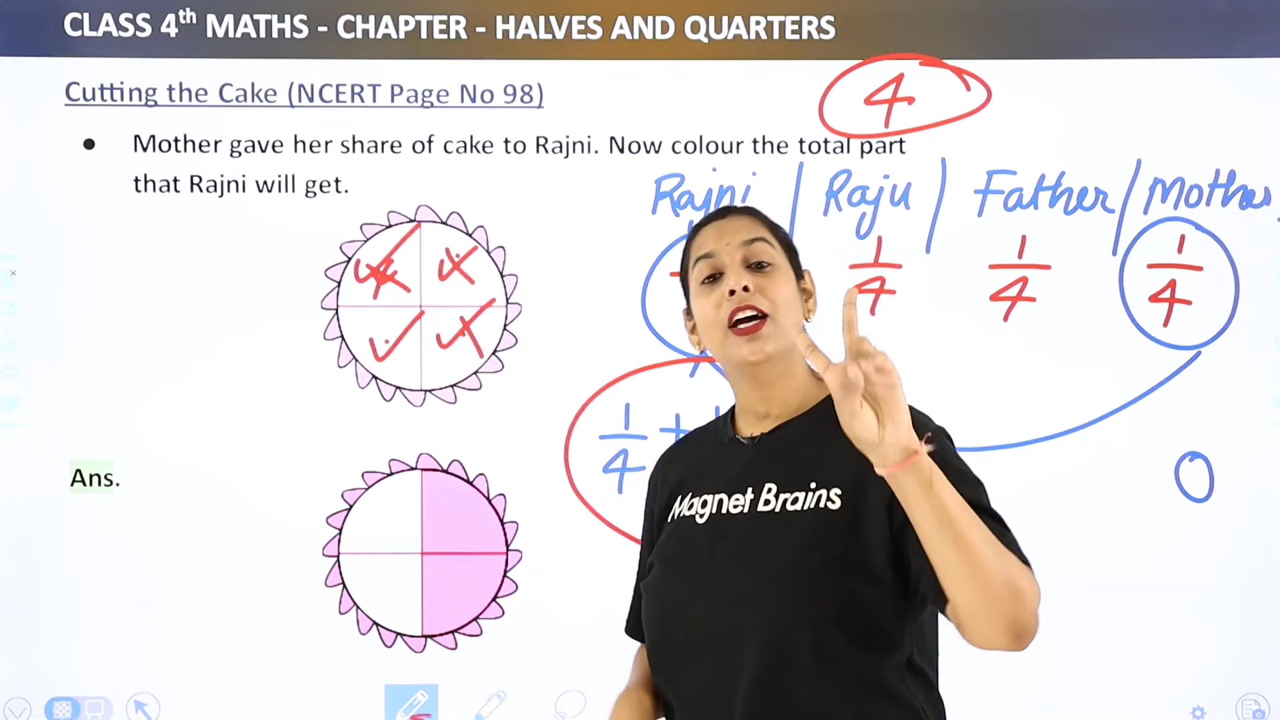 CLASS 4th MATHS - CHAPTER - HALVES AND QUARTERS
Cutting the Cake (NCERT Page No 98)
4
● Mother gave her share of cake to Rajni. Now colour the total part
that Rajni will get.
Rajni / Raju / Father / Mother
1/4 1/4 1/4
1/4 +
0
Ans.
Magnet Brains